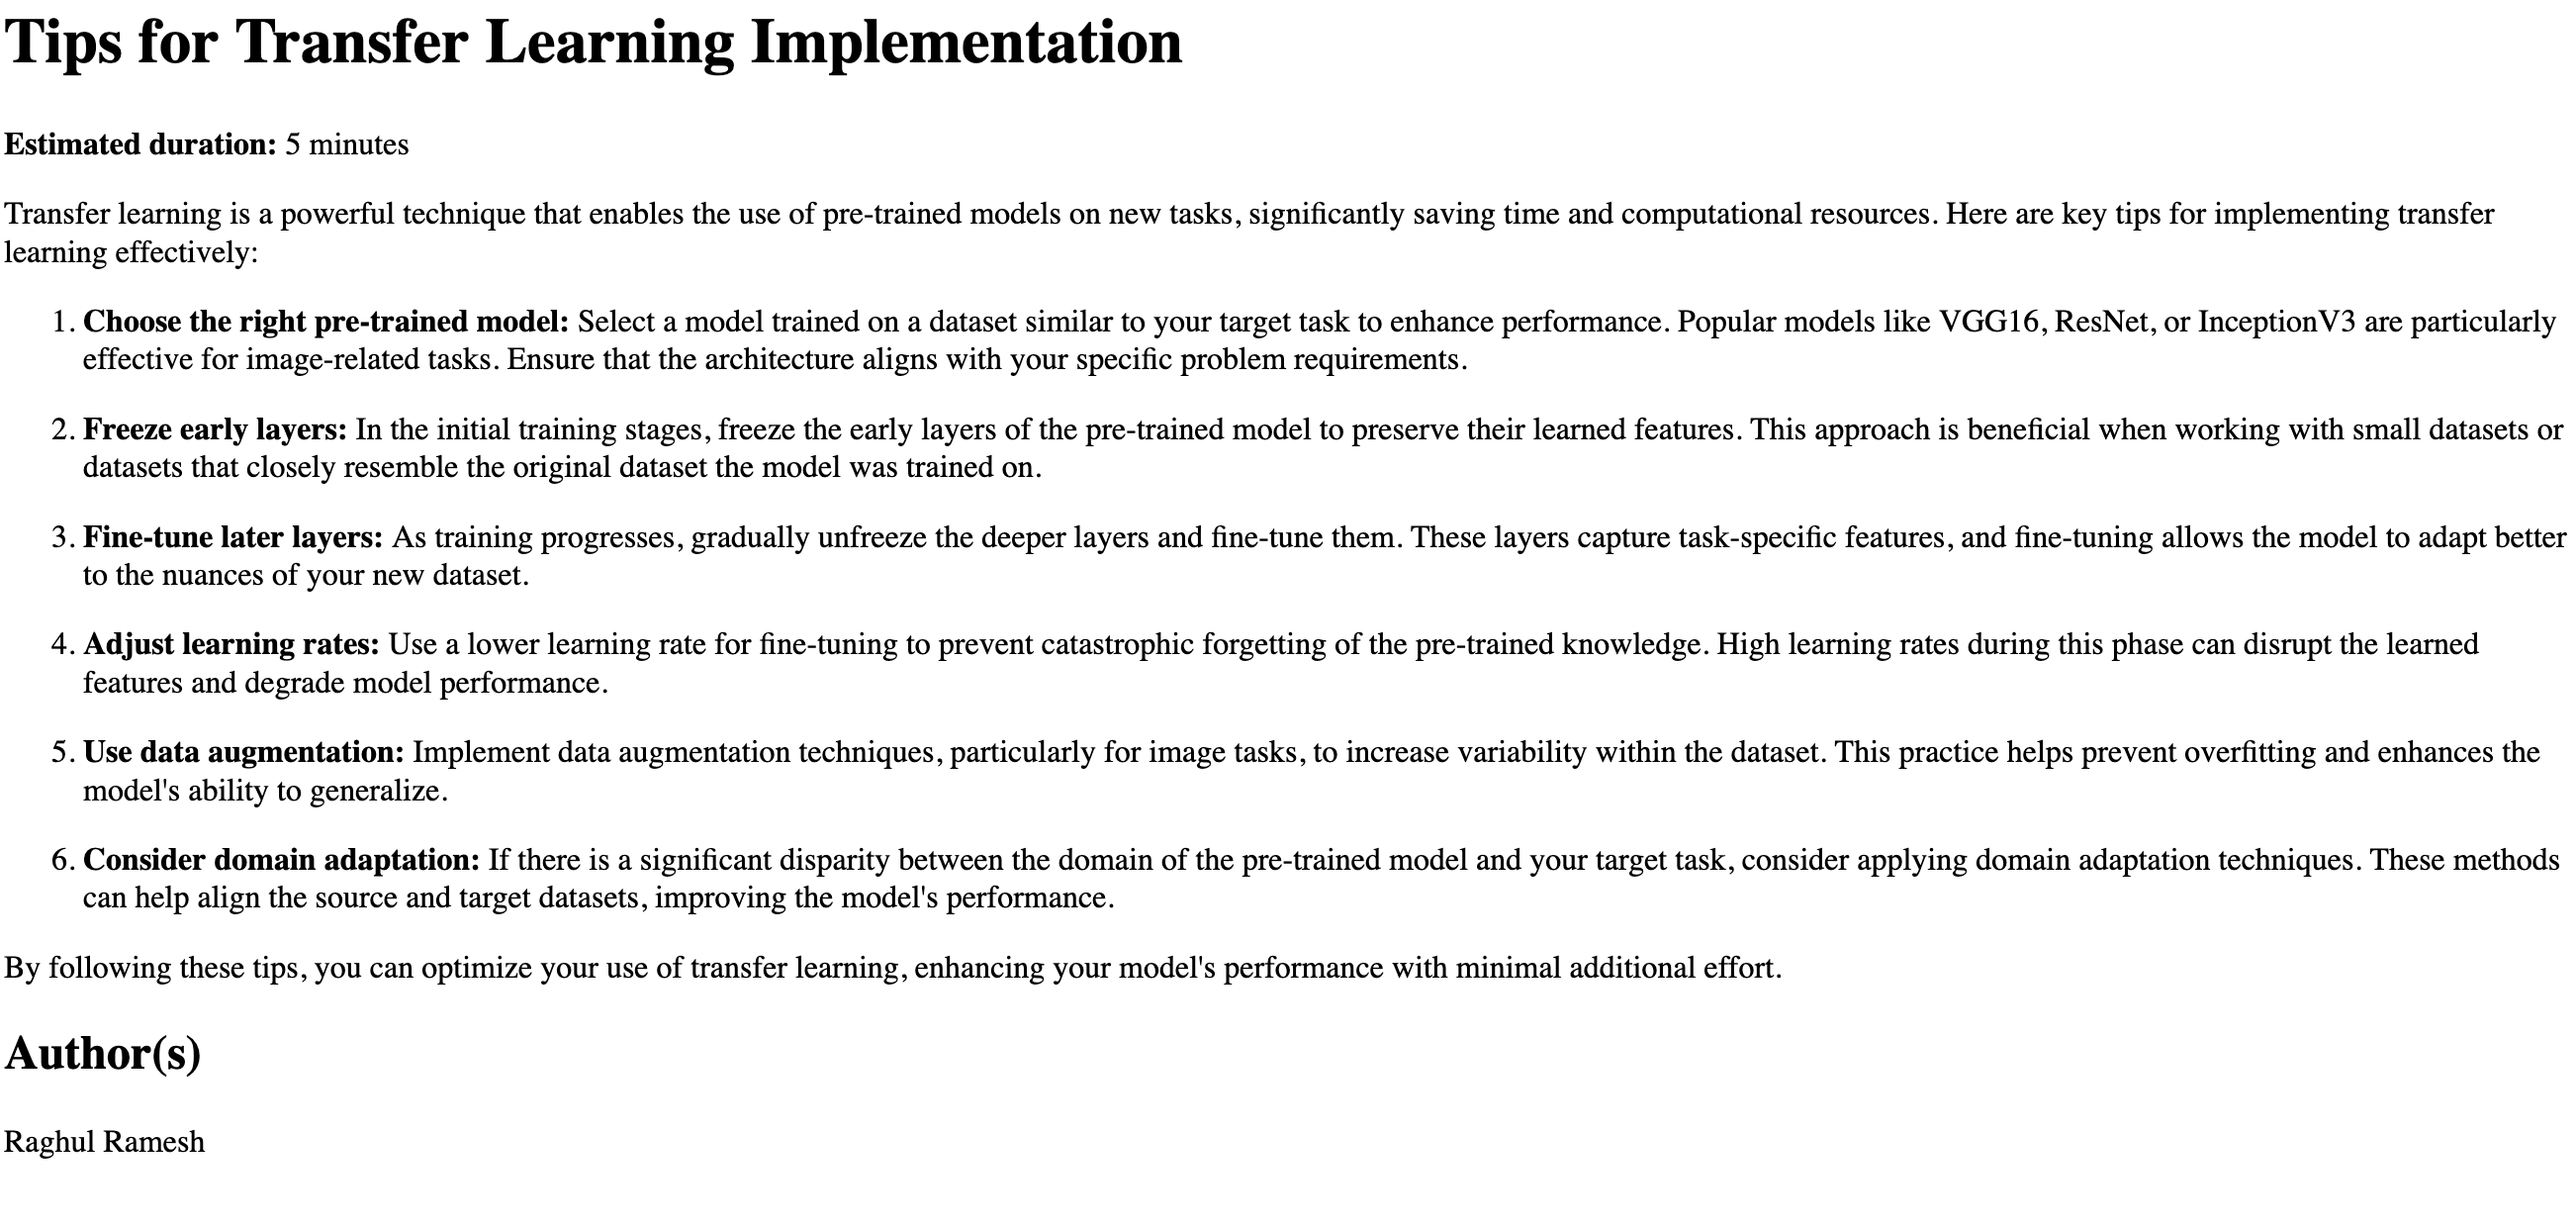 Tips for Transfer Learning Implementation
Estimated duration: 5 minutes
Transfer learning is a powerful technique that enables the use of pre-trained models on new tasks, significantly saving time and computational resources. Here are key tips for implementing transfer
learning effectively:
1. Choose the right pre-trained model: Select a model trained on a dataset similar to your target task to enhance performance. Popular models like VGG16, ResNet, or InceptionV3 are particularly
effective for image-related tasks. Ensure that the architecture aligns with your specific problem requirements.
2. Freeze early layers: In the initial training stages, freeze the early layers of the pre-trained model to preserve their learned features. This approach is beneficial when working with small datasets or
datasets that closely resemble the original dataset the model was trained on.
3. Fine-tune later layers: As training progresses, gradually unfreeze the deeper layers and fine-tune them. These layers capture task-specific features, and fine-tuning allows the model to adapt better
to the nuances of your new dataset.
4. Adjust learning rates: Use a lower learning rate for fine-tuning to prevent catastrophic forgetting of the pre-trained knowledge. High learning rates during this phase can disrupt the learned
features and degrade model performance.
5. Use data augmentation: Implement data augmentation techniques, particularly for image tasks, to increase variability within the dataset. This practice helps prevent overfitting and enhances the
model's ability to generalize.
6. Consider domain adaptation: If there is a significant disparity between the domain of the pre-trained model and your target task, consider applying domain adaptation techniques. These methods
can help align the source and target datasets, improving the model's performance.
By following these tips, you can optimize your use of transfer learning, enhancing your model's performance with minimal additional effort.
Author(s)
Raghul Ramesh